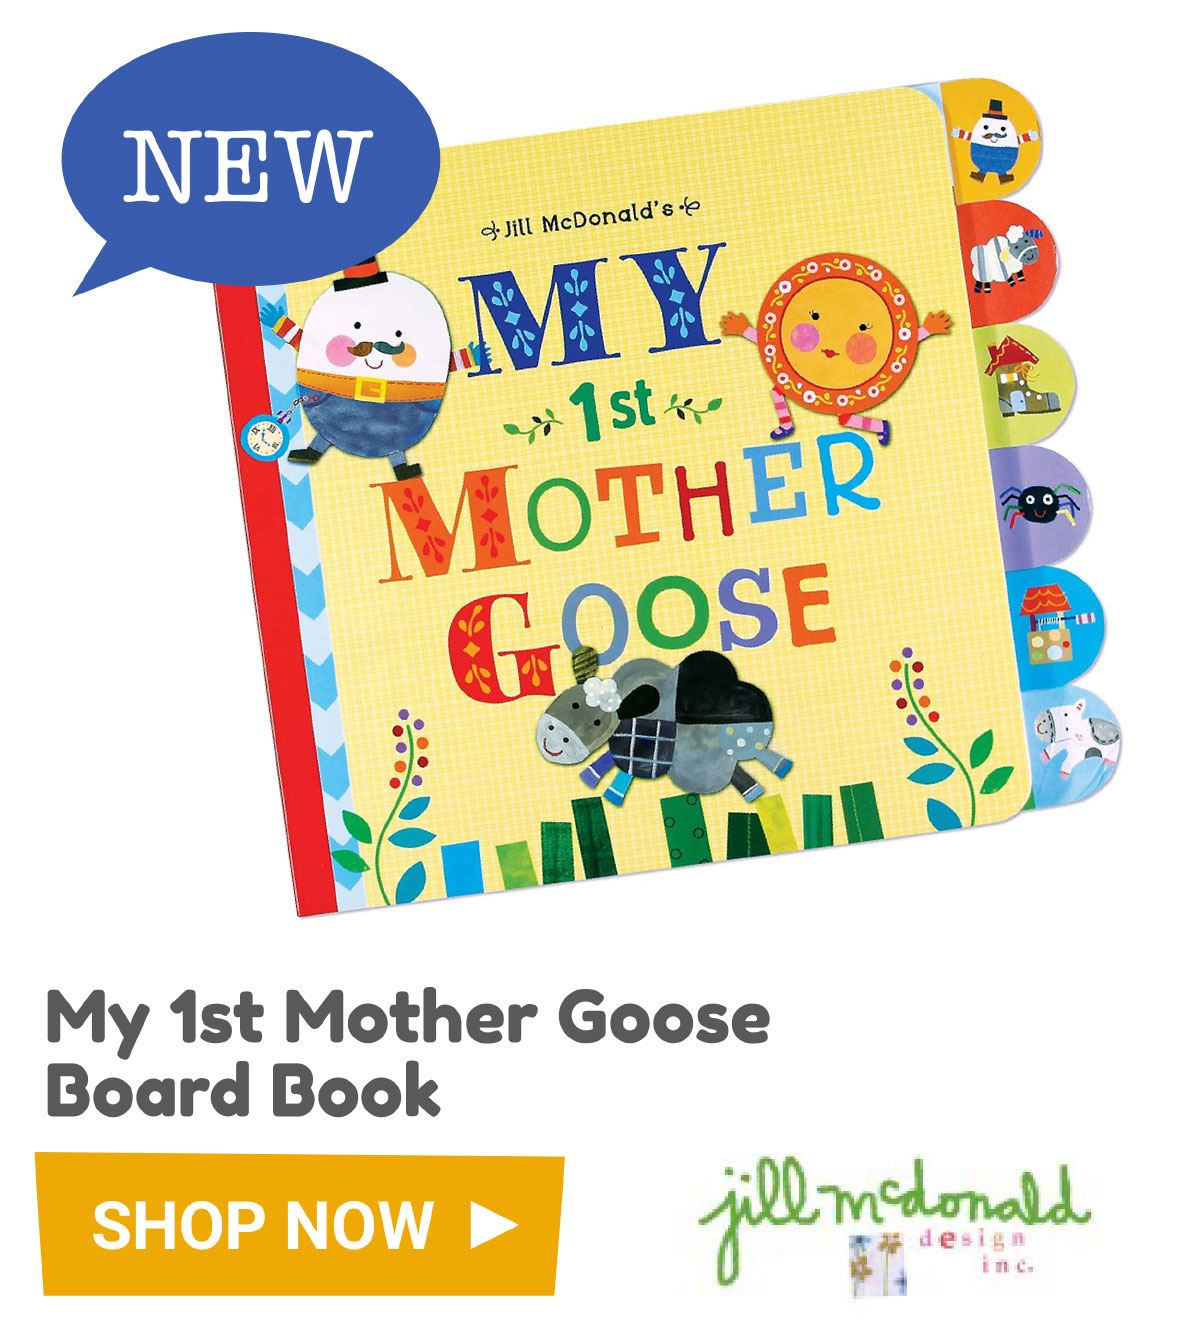 NEW
Jill McDonald's
MY
1st
MOTHER
GOOSE
My 1st Mother Goose
Board Book
SHOP NOW
jill mcdonald
design
inc.